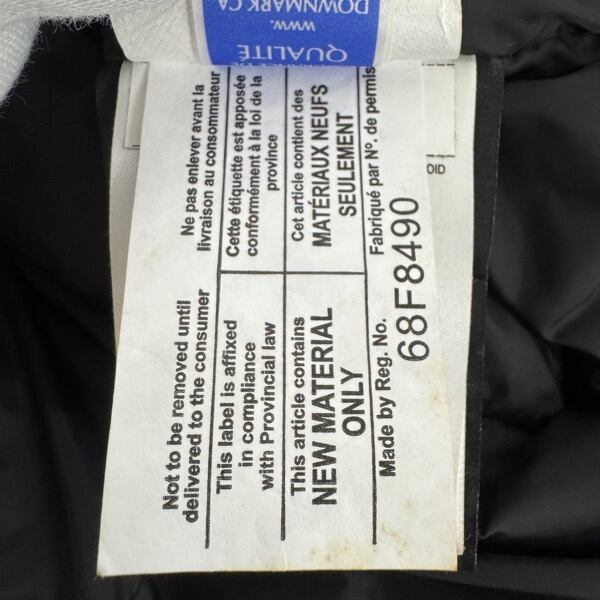 DOWNMARK.CA
www.
QUALITÉ
Not to be removed until
delivered to the consumer
Ne pas enlever avant la
livraison au consommateur
This label is affixed
in compliance
with Provincial law
Cette étiquette est apposée
conformément à la loi de la
province
This article contains
NEW MATERIAL
ONLY
Cet article contient des
MATÉRIAUX NEUFS
SEULEMENT
Made by Reg. No.
Fabriqué par Nº. de permis
68F8490
OID